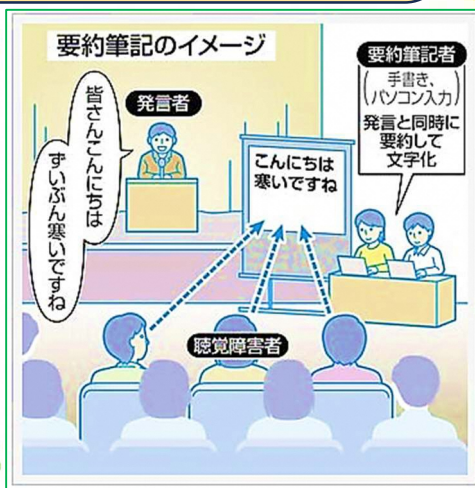 要約筆記のイメージ
発言者
皆さんこんにちは
ずいぶん寒いですね
こんにちは
寒いですね
要約筆記者
(手書き、
パソコン入力)
発言と同時に
要約して
文字化
聴覚障害者